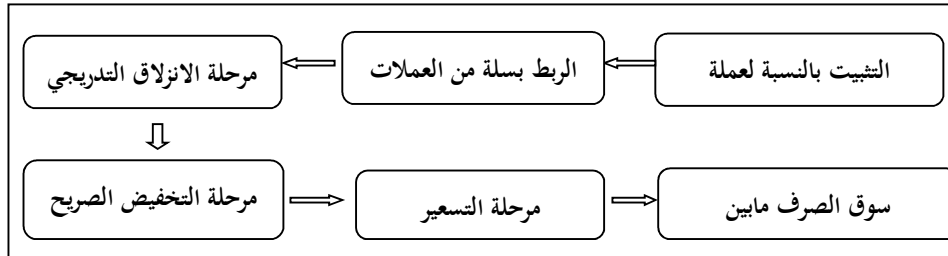 التثبيت بالنسبة لعملة
الربط بسلة من العملات
مرحلة الانزلاق التدريجي
مرحلة التخفيض الصريح
مرحلة التسعير
سوق الصرف مابين